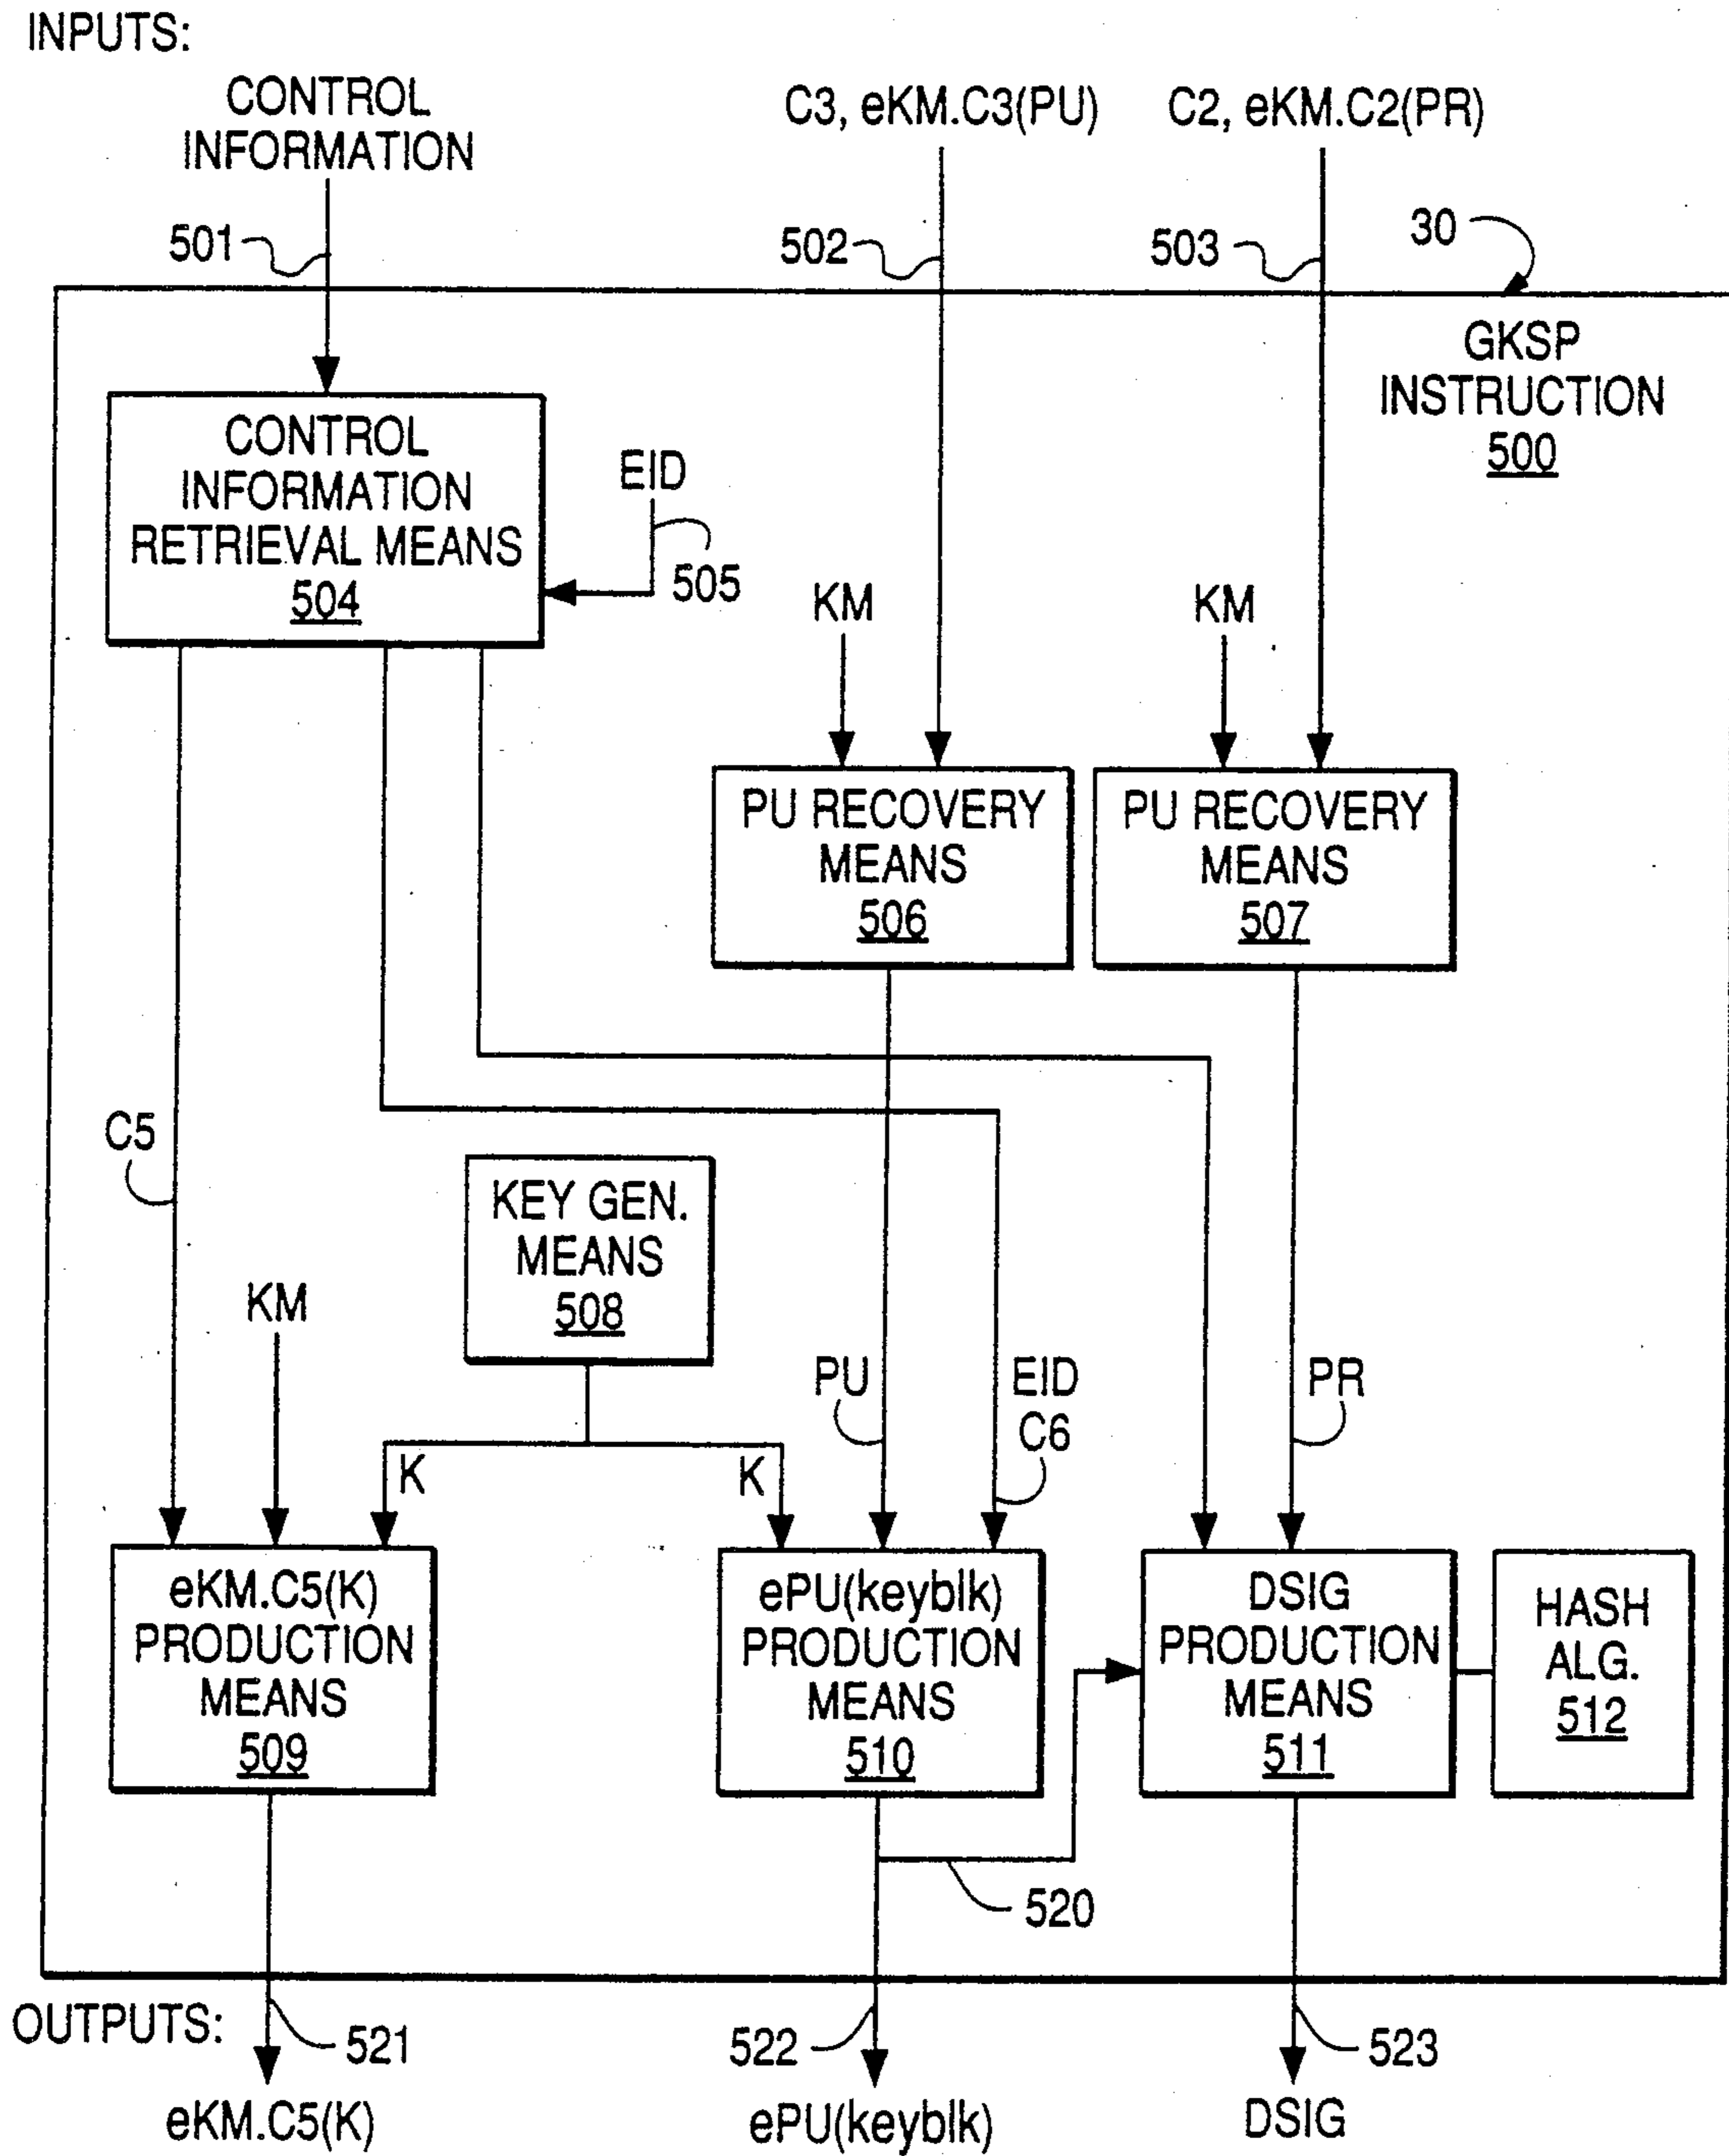 INPUTS:
CONTROL
INFORMATION
C3, eKM.C3(PU)
C2, eKM.C2(PR)
501
502
503
30
GKSP
INSTRUCTION
500
CONTROL
INFORMATION
RETRIEVAL MEANS
504
EID
505
KM
KM
PU RECOVERY
MEANS
506
PU RECOVERY
MEANS
507
C5
KEY GEN.
MEANS
508
KM
PU
EID
C6
PR
K
K
eKM.C5(K)
PRODUCTION
MEANS
509
ePU(keyblk)
PRODUCTION
MEANS
510
DSIG
PRODUCTION
MEANS
511
HASH
ALG.
512
520
OUTPUTS:
521
522
523
eKM.C5(K)
ePU(keyblk)
DSIG